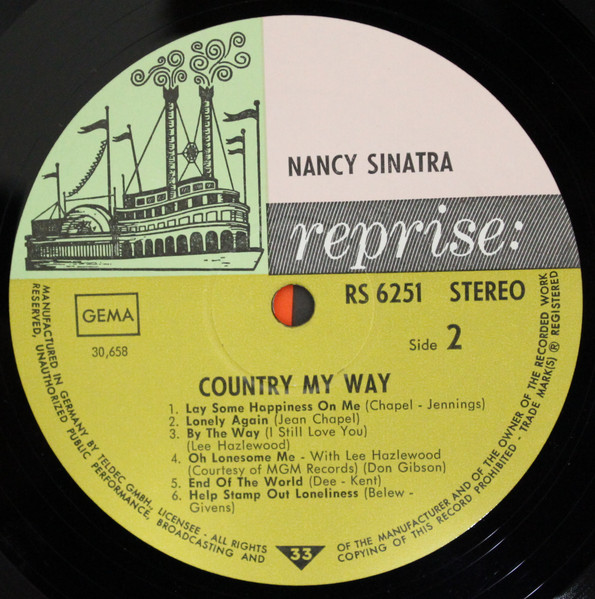 NANCY SINATRA
reprise:
GEMA
30,658
RS 6251 STEREO
Side 2
COUNTRY MY WAY
1. Lay Some Happiness On Me (Chapel - Jennings)
2. Lonely Again (Jean Chapel)
3. By The Way (I Still Love You)
(Lee Hazlewood)
4. Oh Lonesome Me - With Lee Hazlewood
(Courtesy of MGM Records) (Don Gibson)
5. End Of The World (Dee - Kent)
6. Help Stamp Out Loneliness (Belew -
Givens)
33
MANUFACTURED IN GERMANY BY TELDEC GMBH., LICENSEE - ALL RIGHTS
RESERVED, UNAUTHORIZED PUBLIC PERFORMANCE, BROADCASTING AND
COPYING OF THIS RECORD PROHIBITED - TRADE MARK(S) ® REGISTERED
OF THE MANUFACTURER AND OF THE OWNER OF THE RECORDED WORK